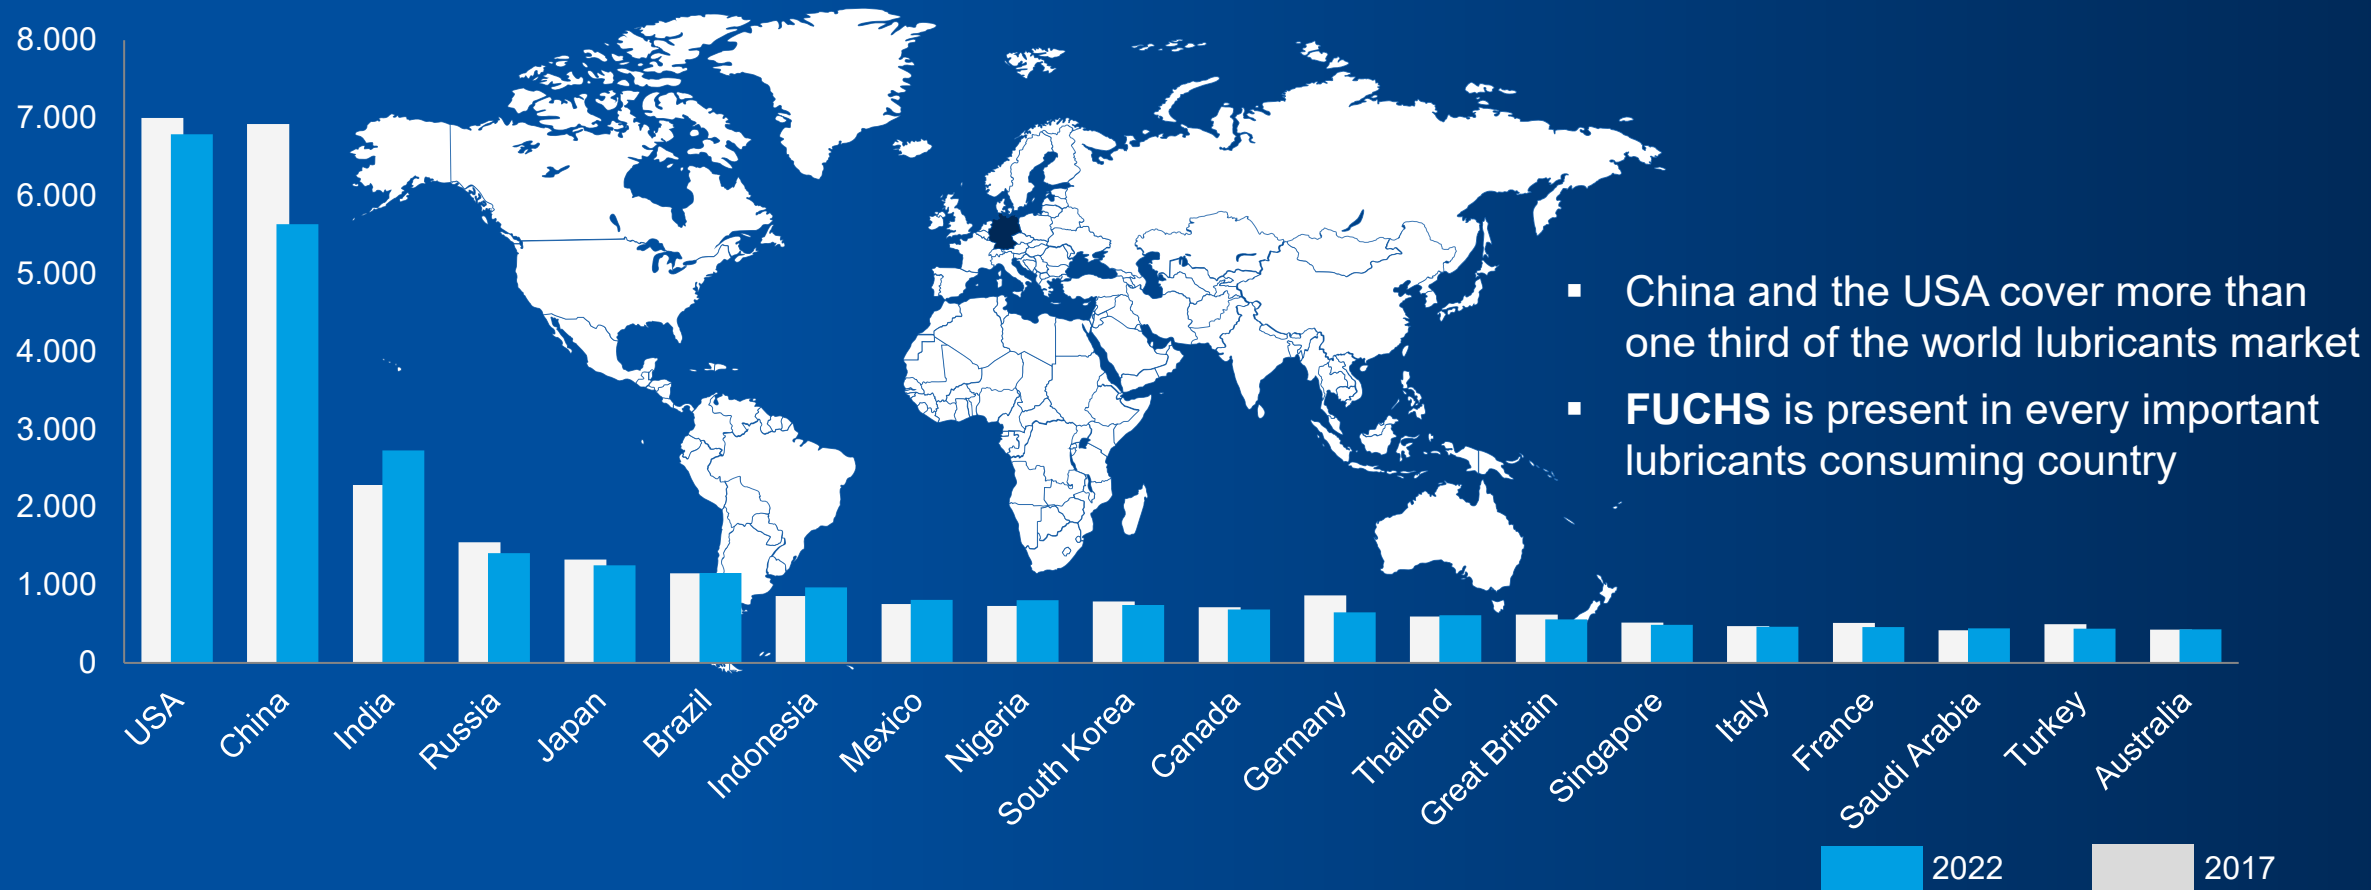 8.000
7.000
6.000
5.000
4.000
3.000
2.000
1.000
0
▪ China and the USA cover more than
one third of the world lubricants market
▪ FUCHS is present in every important
lubricants consuming country
USA
China
India
Russia
Japan
Brazil
Indonesia
Mexico
Nigeria
South Korea
Canada
Germany
Thailand
Great Britain
Singapore
Italy
France
Saudi Arabia
Turkey
Australia
2022
2017